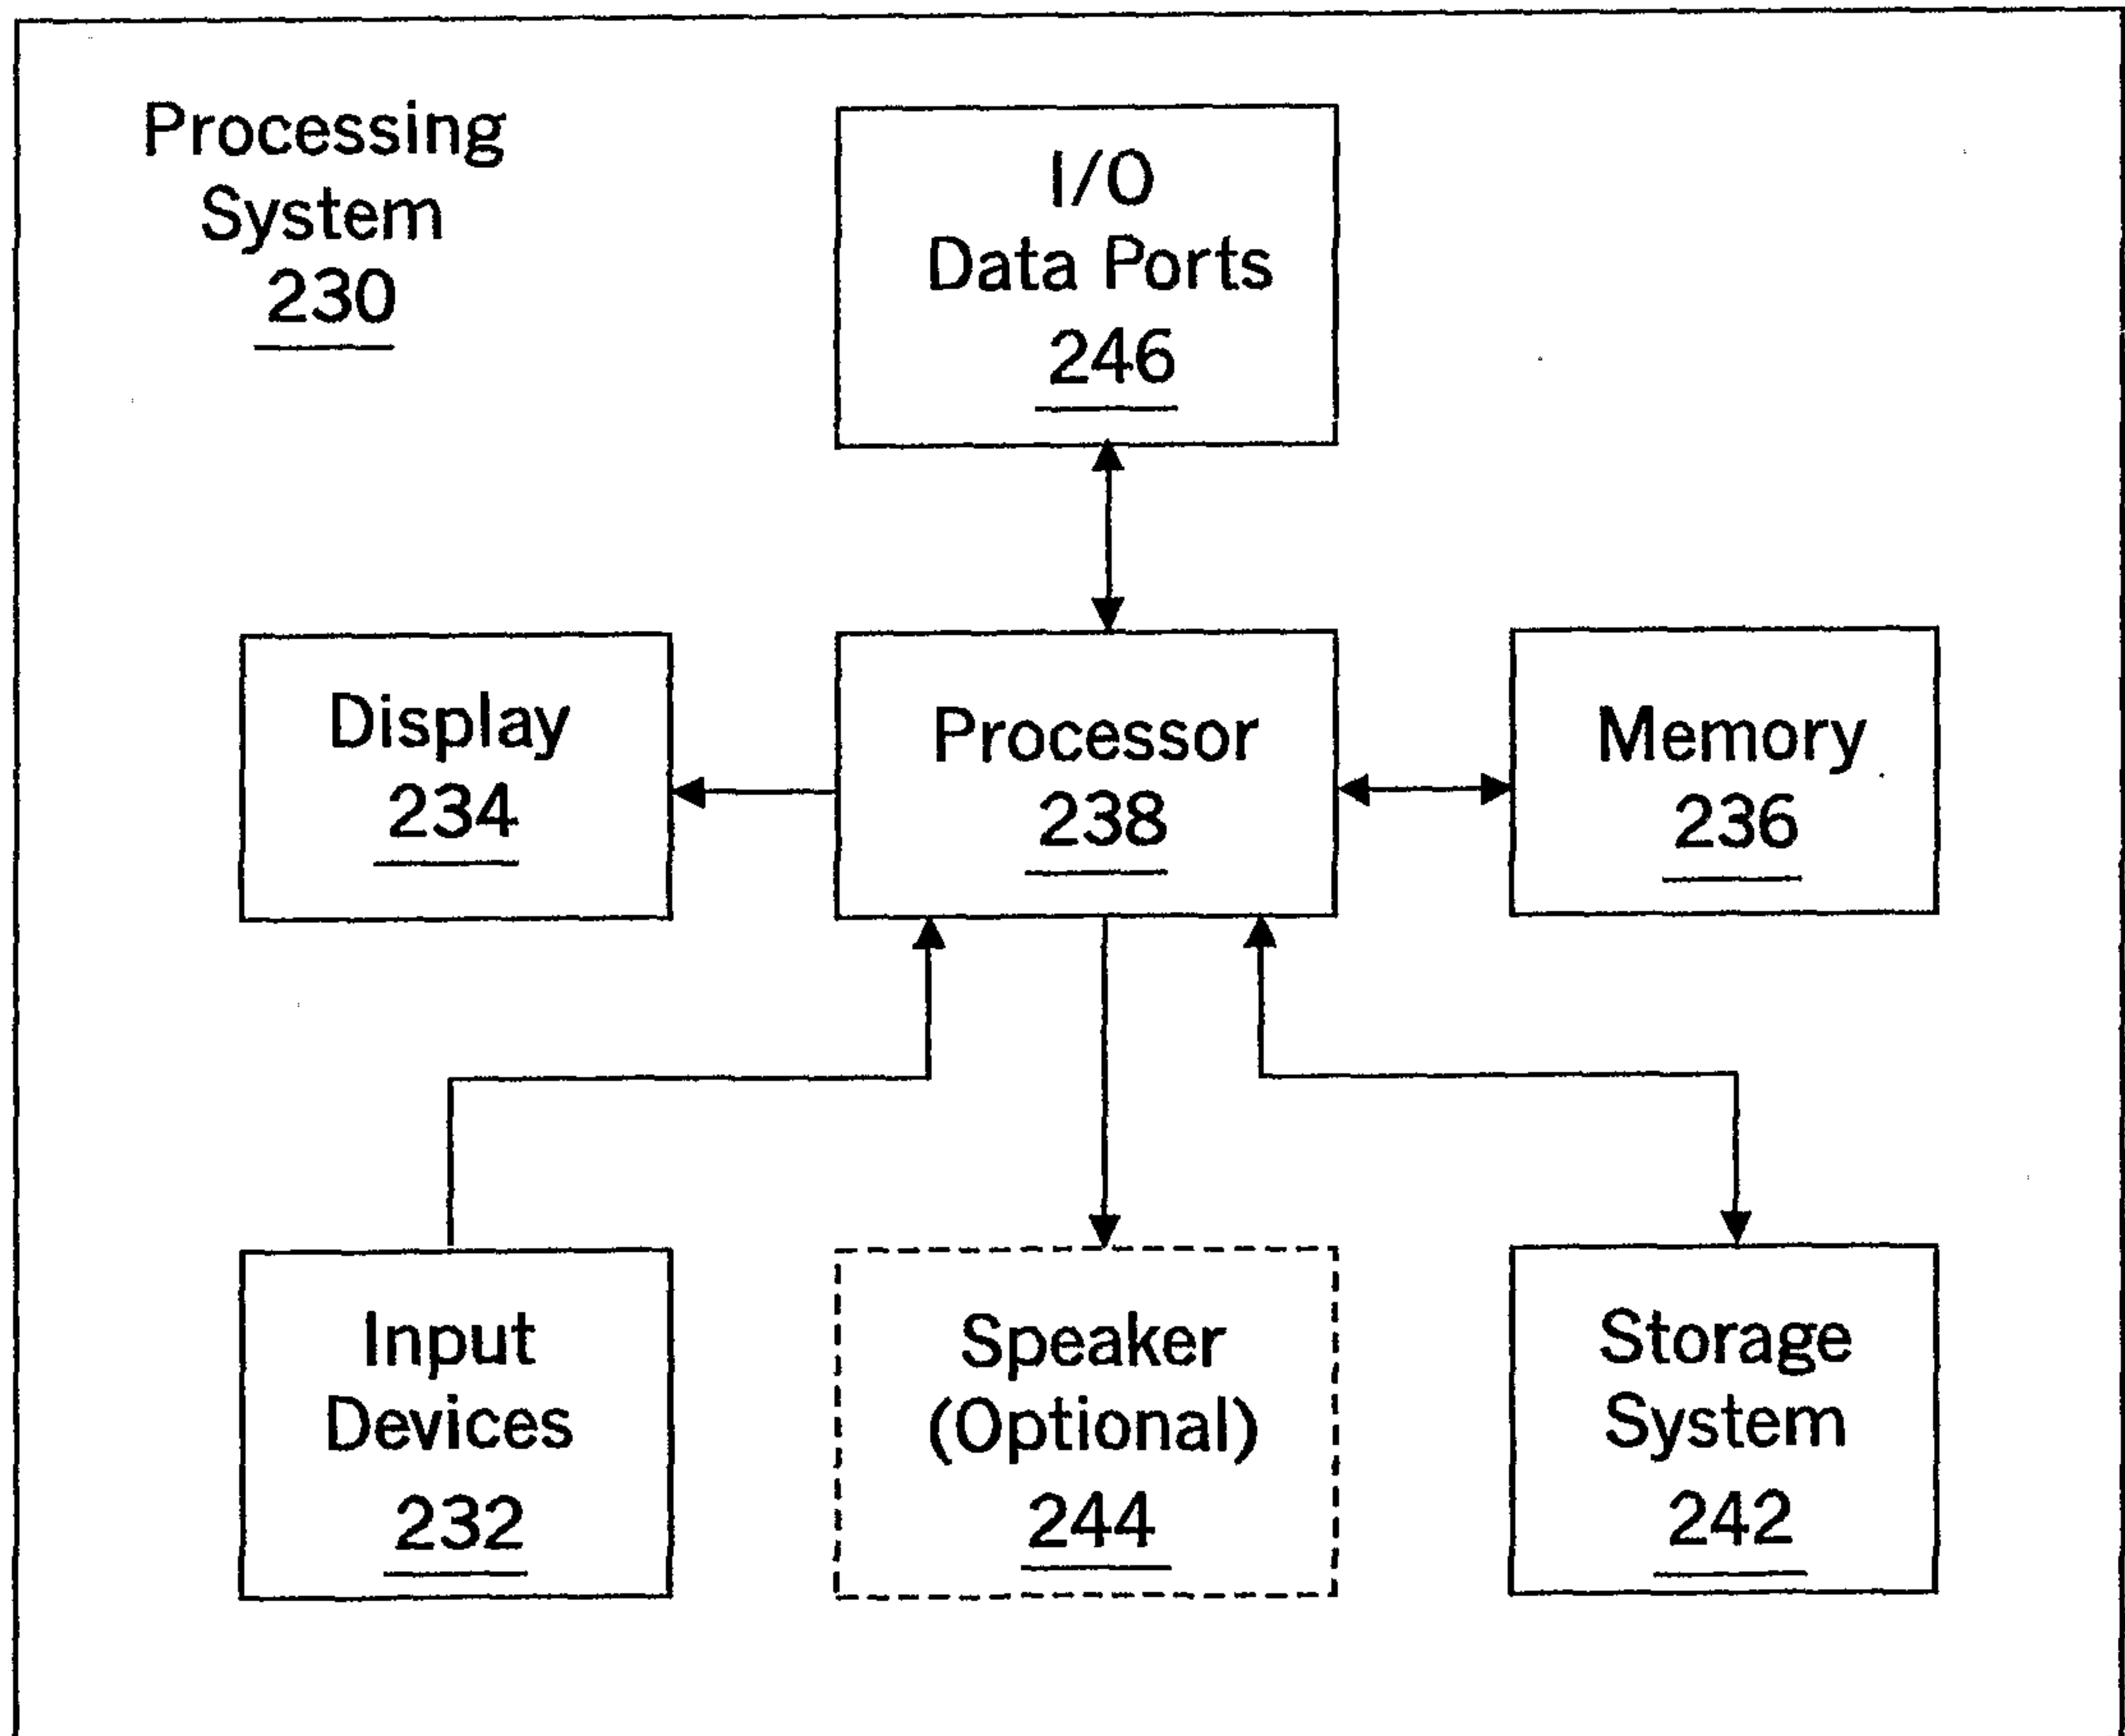 Processing
System
230
I/O
Data Ports
246
Display
234
Processor
238
Memory
236
Input
Devices
232
Speaker
(Optional)
244
Storage
System
242